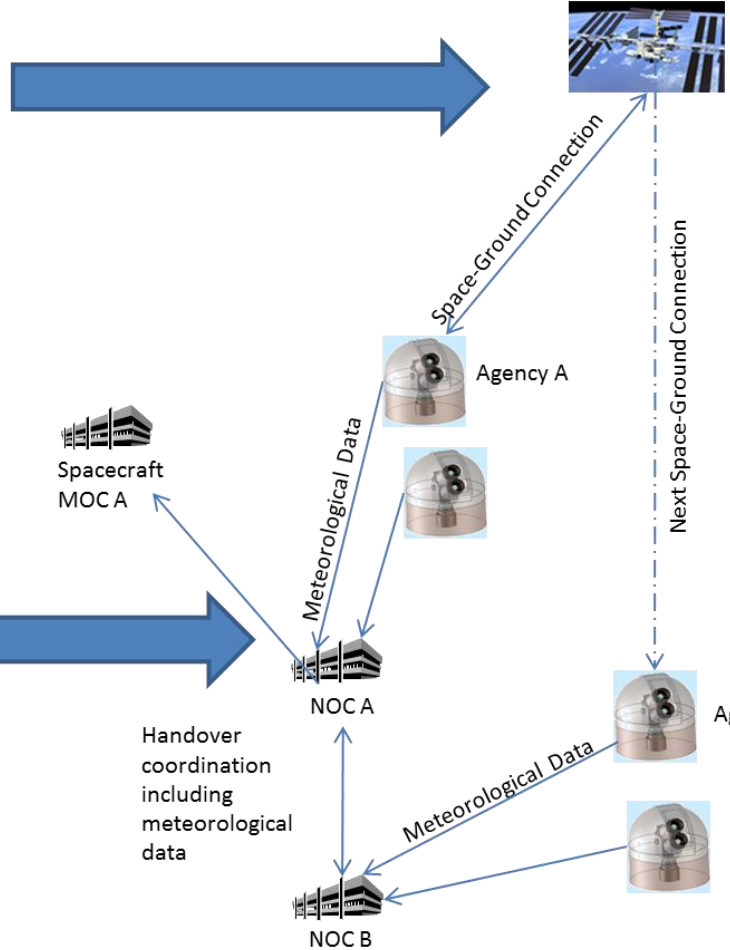 Space-Ground Connection
Next Space-Ground Connection
Agency A
Meteorological Data
Spacecraft
MOC A
NOC A
Handover
coordination
including
meteorological
data
Meteorological Data
NOC B